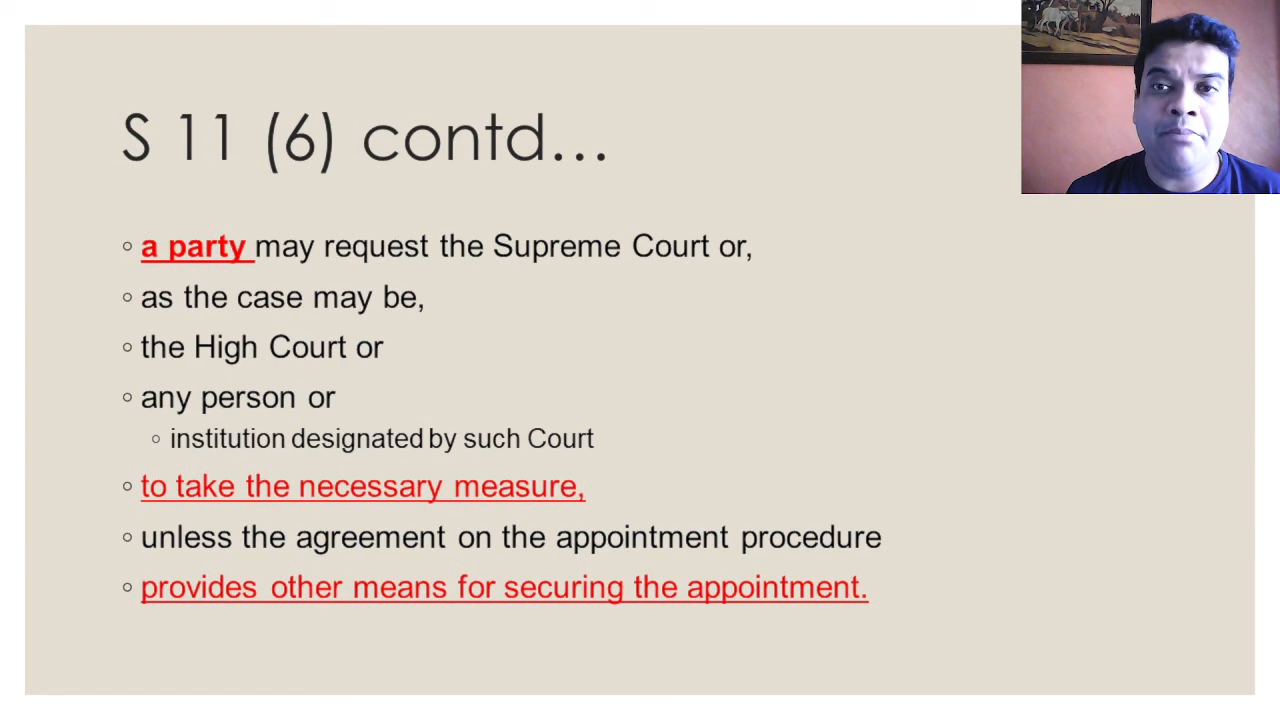 S 11 (6) contd...
a party may request the Supreme Court or,
as the case may be,
the High Court or
any person or
institution designated by such Court
to take the necessary measure,
unless the agreement on the appointment procedure
provides other means for securing the appointment.